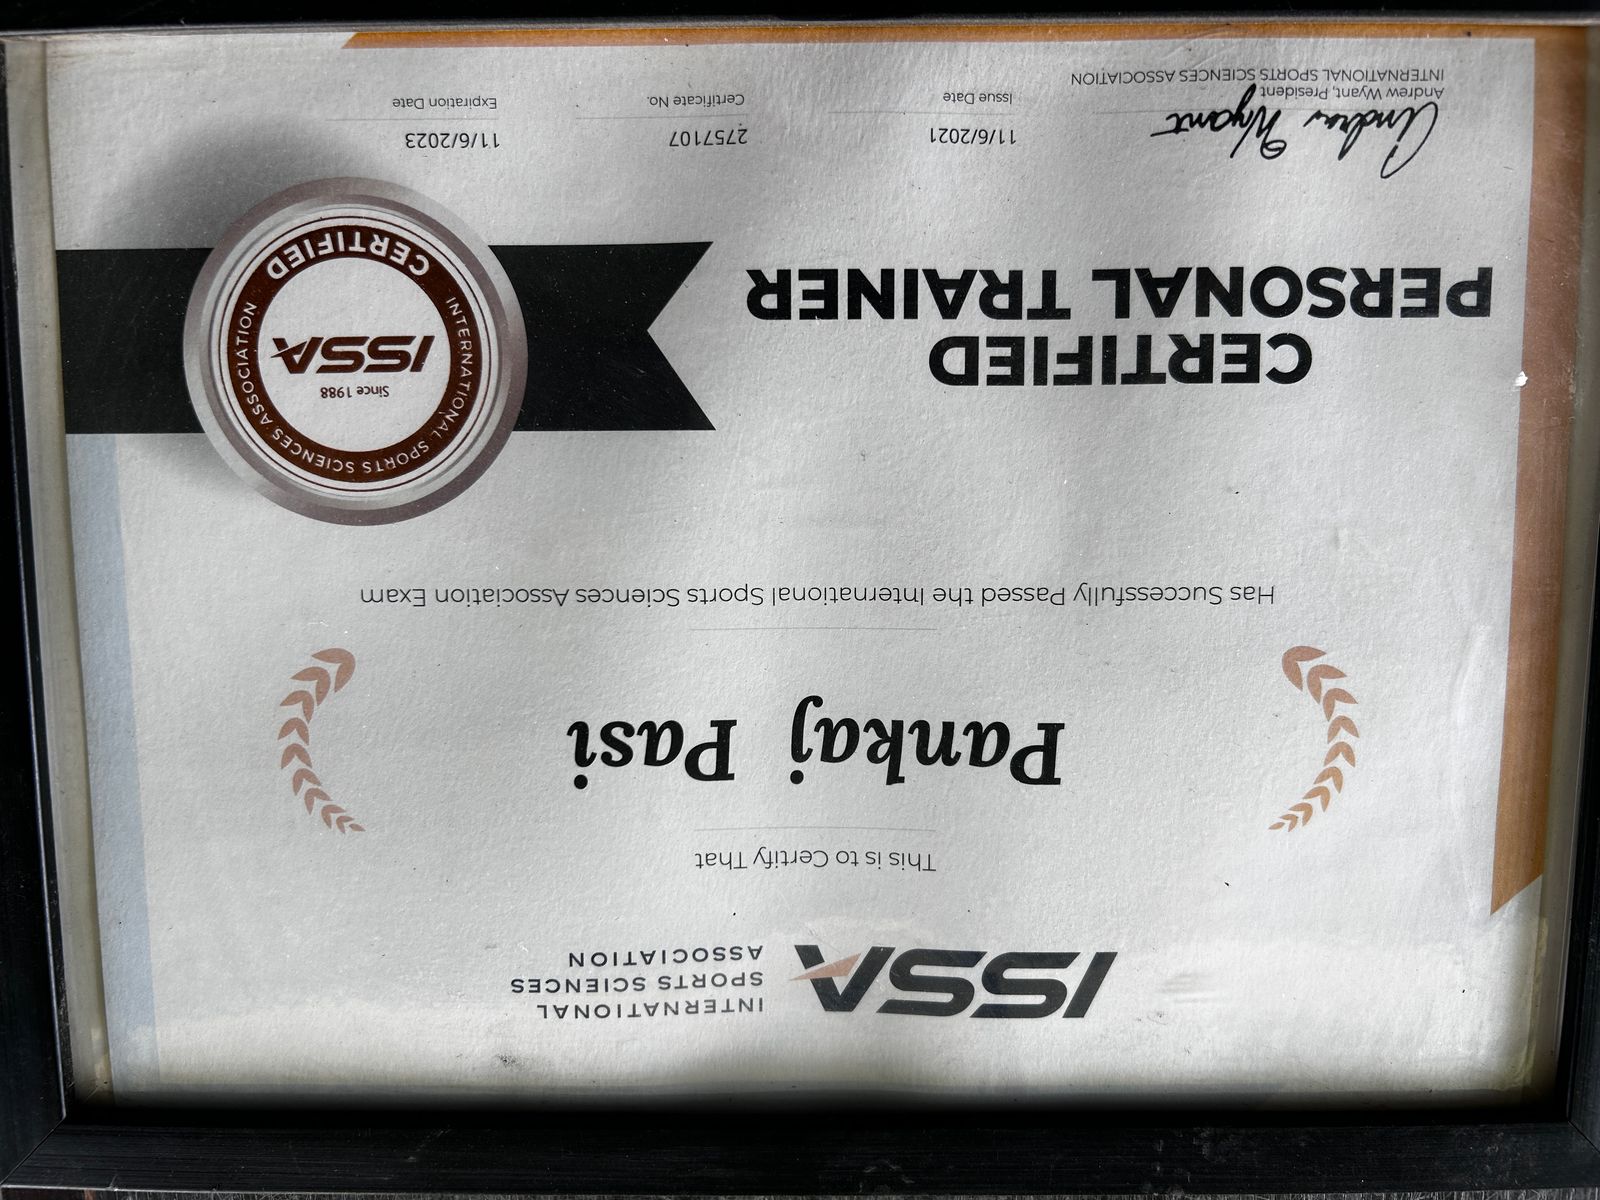 ISSA
INTERNATIONAL
SPORTS SCIENCES
ASSOCIATION
This is to Certify That
Pankaj Pasi
Has Successfully Passed the International Sports Sciences Association Exam
CERTIFIED
PERSONAL TRAINER
INTERNATIONAL SPORTS SCIENCES ASSOCIATION
Since 1988
ISSA
CERTIFIED
Andrew Wyant
Andrew Wyant, President
INTERNATIONAL SPORTS SCIENCES ASSOCIATION
11/6/2021
Issue Date
2757107
Certificate No.
11/6/2023
Expiration Date